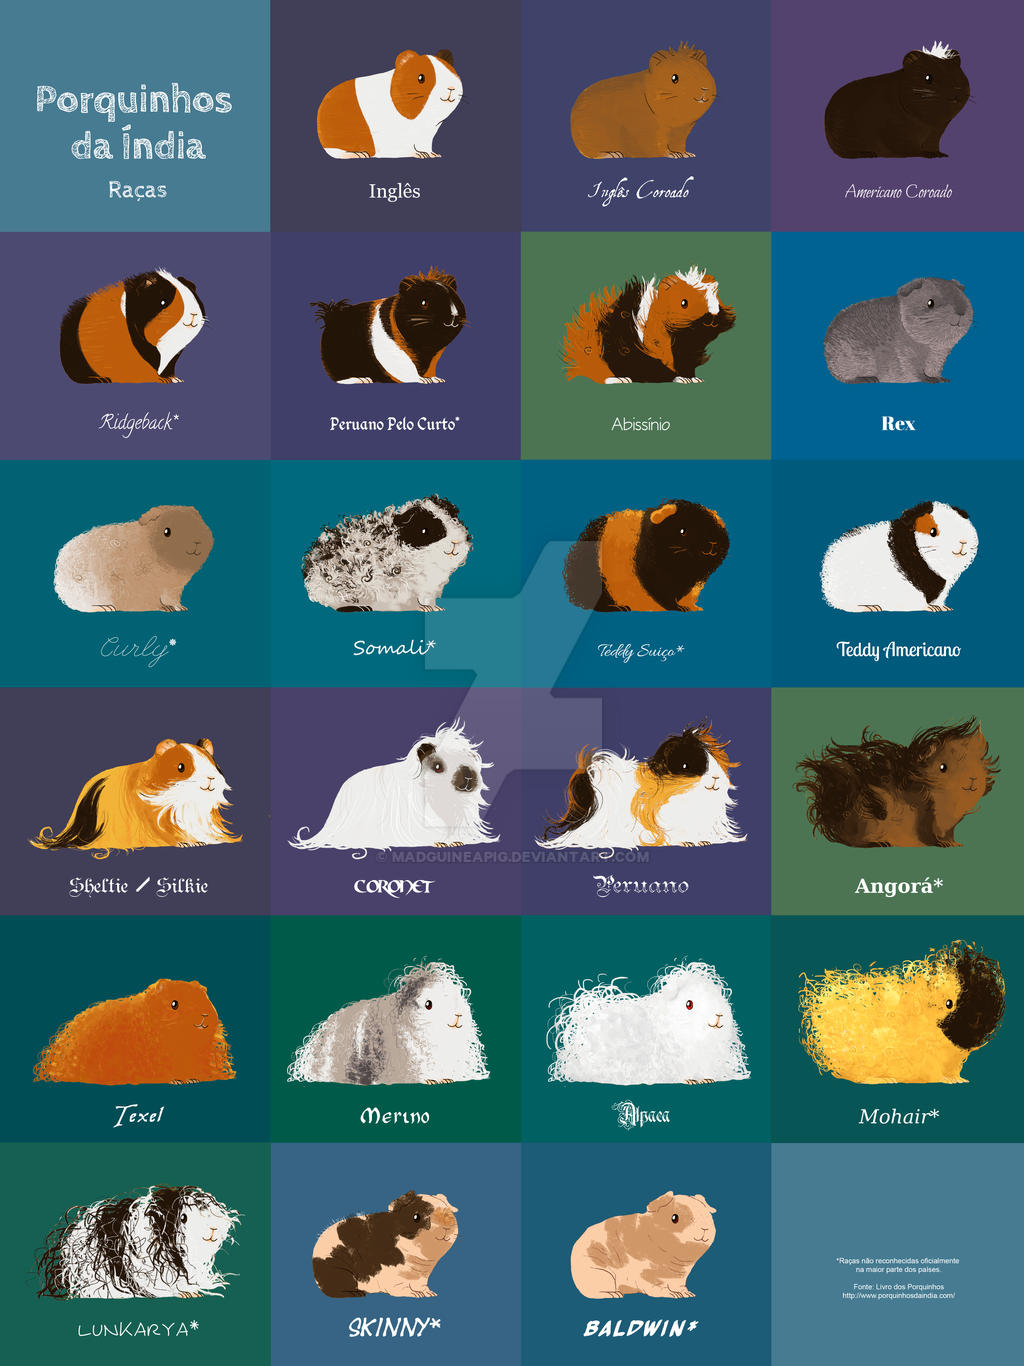 Porquinhos
da Índia
Raças
Inglês
Inglês Coroado
Americano Coroado
Ridgeback*
Peruano Pelo Curto*
Abissínio
Rex
Curly*
Somali*
Teddy Suiço*
Teddy Americano
Sheltie / Silkie
CORONET
Peruano
Angorá*
© MADGUINEAPIG.DEVIANTART.COM
Texel
Merino
Alpaca
Mohair*
LUNKARYA*
SKINNY*
BALDWIN*
*Raças não reconhecidas oficialmente
na maior parte dos países.
Fonte: Livro dos Porquinhos
http://www.porquinhosdaindia.com/